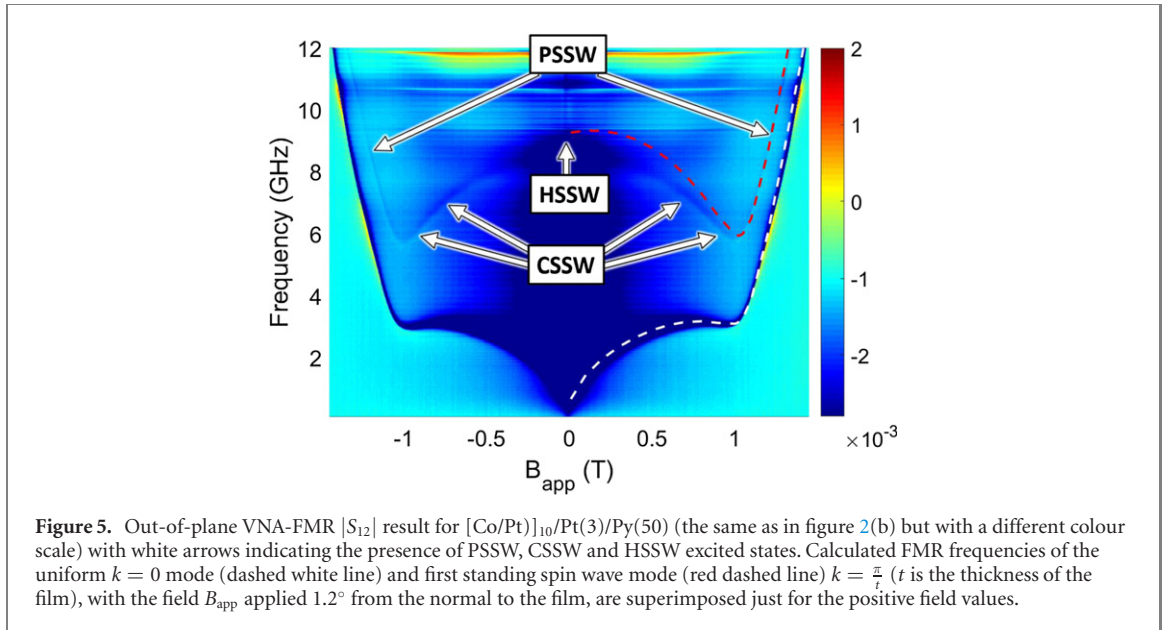 PSSW
HSSW
CSSW
12
10
8
6
4
2
Frequency (GHz)
-1 -0.5 0 0.5 1
B_app (T)
2
1
0
-1
-2
×10⁻³
Figure 5. Out-of-plane VNA-FMR |S₁₂| result for [Co/Pt)]₁₀/Pt(3)/Py(50) (the same as in figure 2(b) but with a different colour
scale) with white arrows indicating the presence of PSSW, CSSW and HSSW excited states. Calculated FMR frequencies of the
uniform k = 0 mode (dashed white line) and first standing spin wave mode (red dashed line) k = π/t (t is the thickness of the
film), with the field B_app applied 1.2° from the normal to the film, are superimposed just for the positive field values.